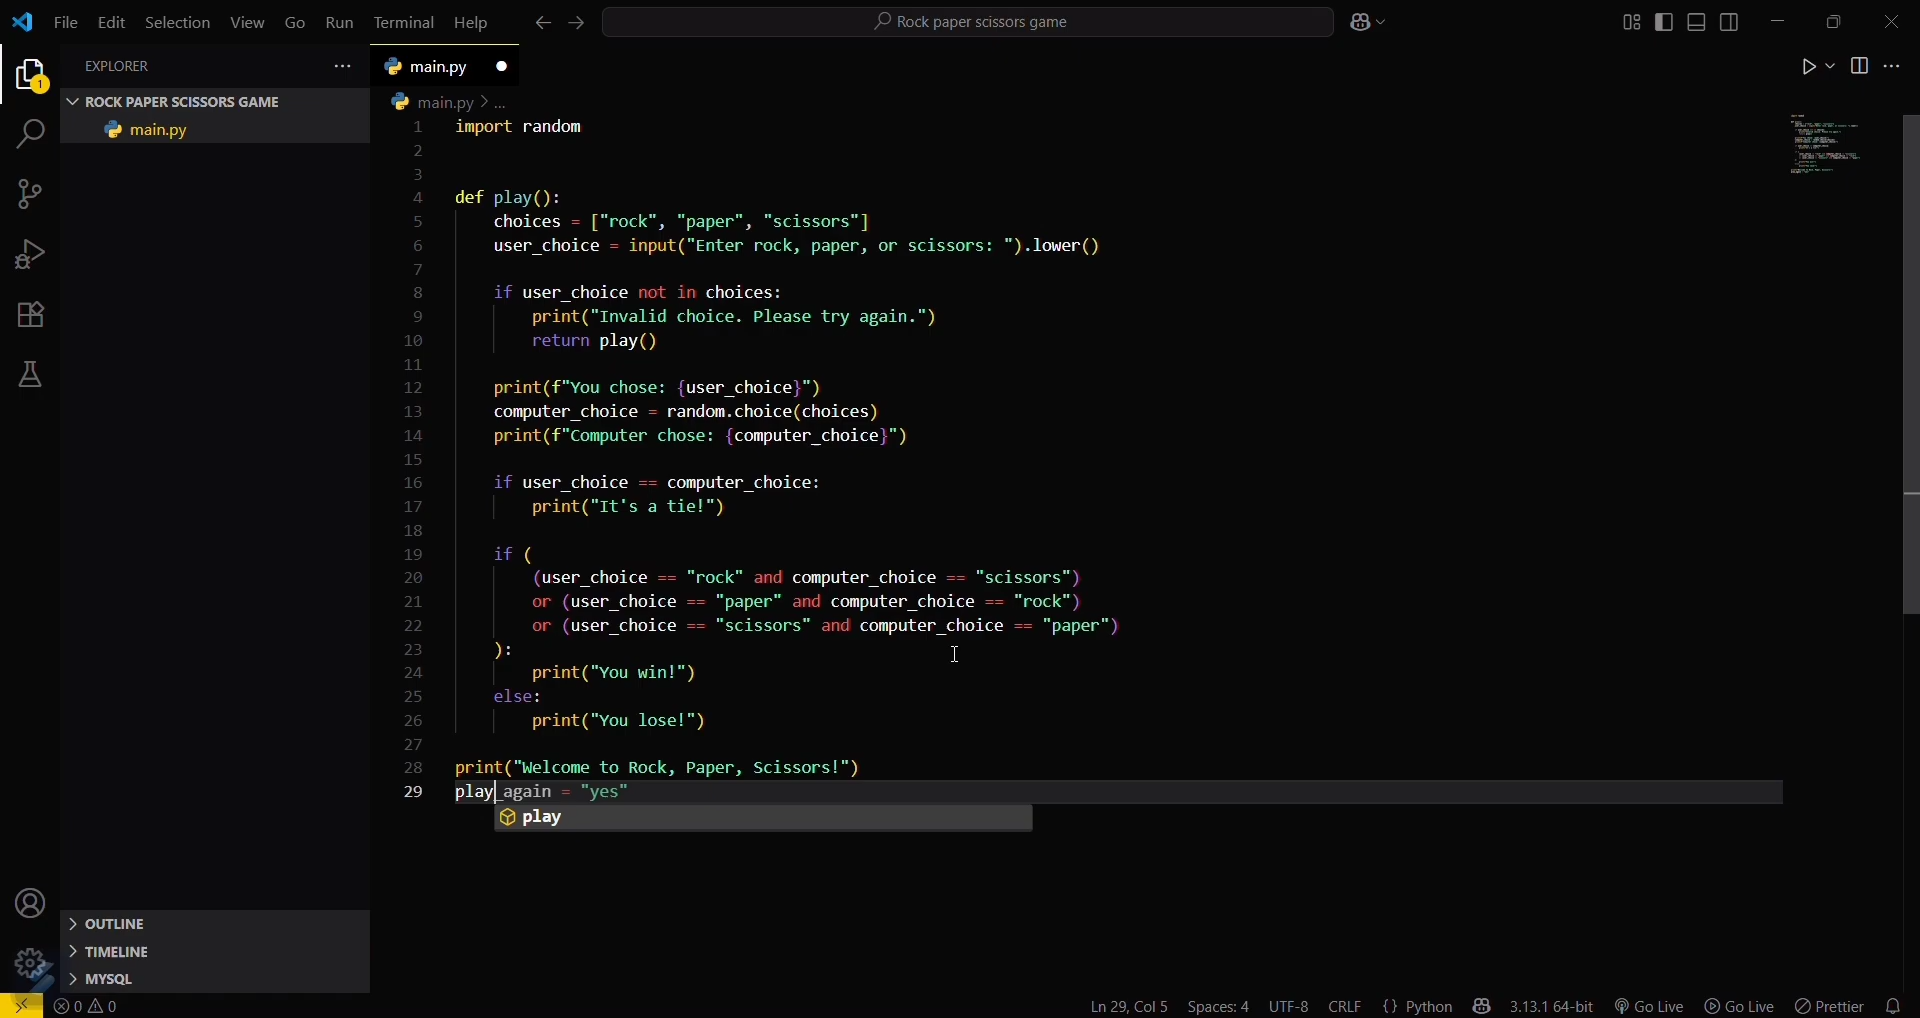 File Edit Selection View Go Run Terminal Help
Rock paper scissors game
EXPLORER
1
main.py
ROCK PAPER SCISSORS GAME
main.py
main.py > ...
1 import random
2
3
4 def play():
5 choices = ["rock", "paper", "scissors"]
6 user_choice = input("Enter rock, paper, or scissors: ").lower()
7
8 if user_choice not in choices:
9 print("Invalid choice. Please try again.")
10 return play()
11
12 print(f"You chose: {user_choice}")
13 computer_choice = random.choice(choices)
14 print(f"Computer chose: {computer_choice}")
15
16 if user_choice == computer_choice:
17 print("It's a tie!")
18
19 if (
20 (user_choice == "rock" and computer_choice == "scissors")
21 or (user_choice == "paper" and computer_choice == "rock")
22 or (user_choice == "scissors" and computer_choice == "paper")
23 ):
24 print("You win!")
25 else:
26 print("You lose!")
27
28 print("Welcome to Rock, Paper, Scissors!")
29 play_again = "yes"
play
OUTLINE
TIMELINE
MYSQL
0 0
Ln 29, Col 5 Spaces: 4 UTF-8 CRLF {} Python 3.13.1 64-bit Go Live Go Live Prettier